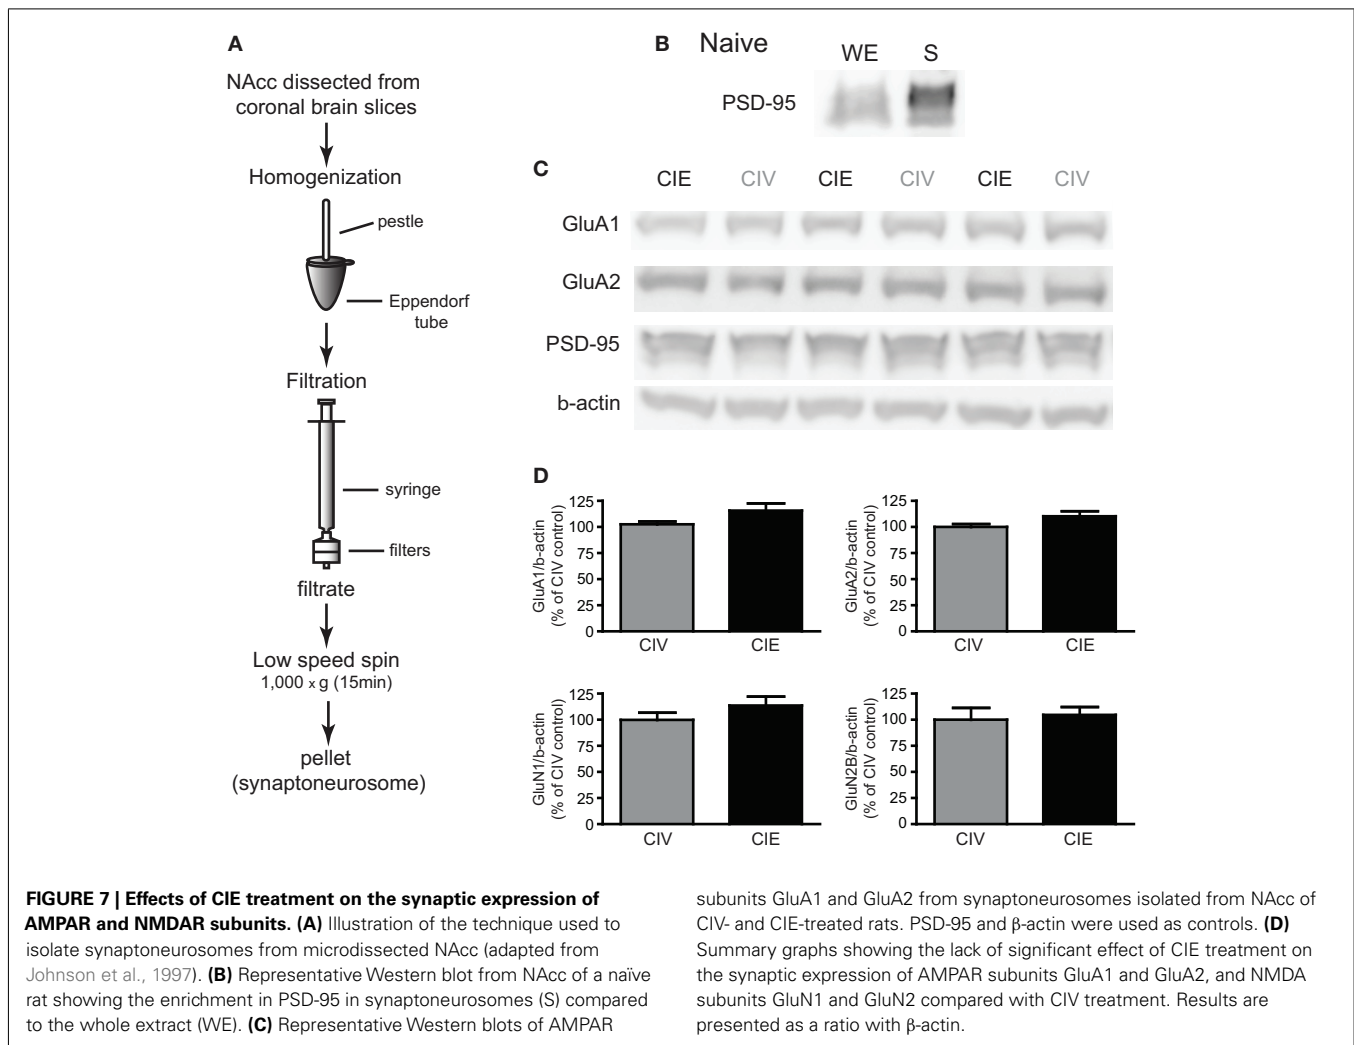 A
NAcc dissected from
coronal brain slices
Homogenization
pestle
Eppendorf
tube
Filtration
syringe
filters
filtrate
Low speed spin
1,000 x g (15min)
pellet
(synaptoneurosome)
B Naive
WE S
PSD-95
C
CIE CIV CIE CIV CIE CIV
GluA1
GluA2
PSD-95
b-actin
D
GluA1/b-actin
(% of CIV control)
125
100
75
50
25
0
CIV CIE
GluA2/b-actin
(% of CIV control)
125
100
75
50
25
0
CIV CIE
GluN1/b-actin
(% of CIV control)
125
100
75
50
25
0
CIV CIE
GluN2B/b-actin
(% of CIV control)
125
100
75
50
25
0
CIV CIE
FIGURE 7 | Effects of CIE treatment on the synaptic expression of
AMPAR and NMDAR subunits. (A) Illustration of the technique used to
isolate synaptoneurosomes from microdissected NAcc (adapted from
Johnson et al., 1997). (B) Representative Western blot from NAcc of a naïve
rat showing the enrichment in PSD-95 in synaptoneurosomes (S) compared
to the whole extract (WE). (C) Representative Western blots of AMPAR
subunits GluA1 and GluA2 from synaptoneurosomes isolated from NAcc of
CIV- and CIE-treated rats. PSD-95 and β-actin were used as controls. (D)
Summary graphs showing the lack of significant effect of CIE treatment on
the synaptic expression of AMPAR subunits GluA1 and GluA2, and NMDA
subunits GluN1 and GluN2 compared with CIV treatment. Results are
presented as a ratio with β-actin.